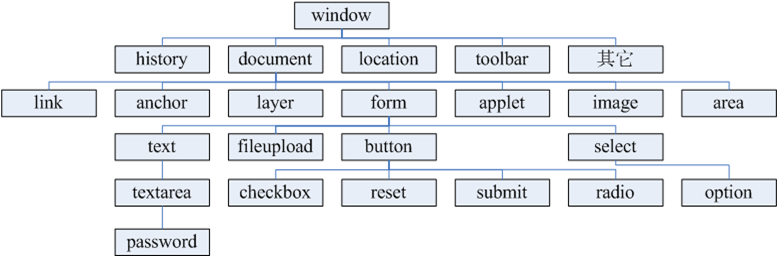 window
history document location toolbar 其它
link anchor layer form applet image area
text fileupload button select
textarea checkbox reset submit radio option
password